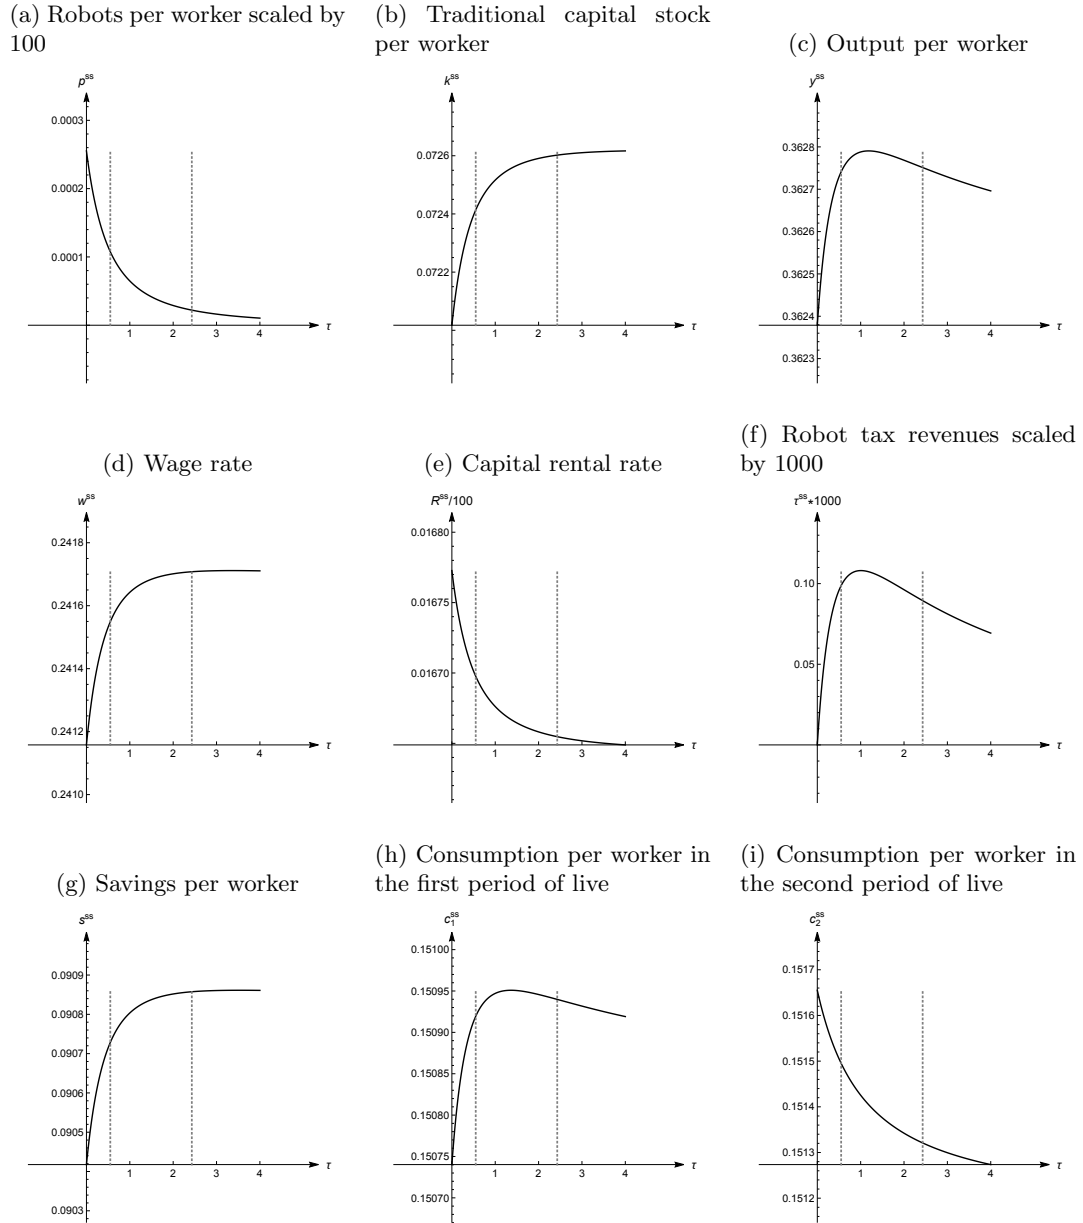 (a) Robots per worker scaled by
100
(b) Traditional capital stock
per worker
(c) Output per worker
p^ss
0.0003
0.0002
0.0001
1 2 3 4 τ
k^ss
0.0726
0.0724
0.0722
1 2 3 4 τ
y^ss
0.3628
0.3627
0.3626
0.3625
0.3624
0.3623
1 2 3 4 τ
(d) Wage rate
(e) Capital rental rate
(f) Robot tax revenues scaled
by 1000
w^ss
0.2418
0.2416
0.2414
0.2412
0.2410
1 2 3 4 τ
R^ss/100
0.01680
0.01675
0.01670
1 2 3 4 τ
τ^ss*1000
0.10
0.05
1 2 3 4 τ
(g) Savings per worker
(h) Consumption per worker in
the first period of live
(i) Consumption per worker in
the second period of live
s^ss
0.0909
0.0908
0.0907
0.0906
0.0905
0.0903
1 2 3 4 τ
c_1^ss
0.15100
0.15095
0.15090
0.15085
0.15080
0.15075
0.15070
1 2 3 4 τ
c_2^ss
0.1517
0.1516
0.1515
0.1514
0.1513
0.1512
1 2 3 4 τ